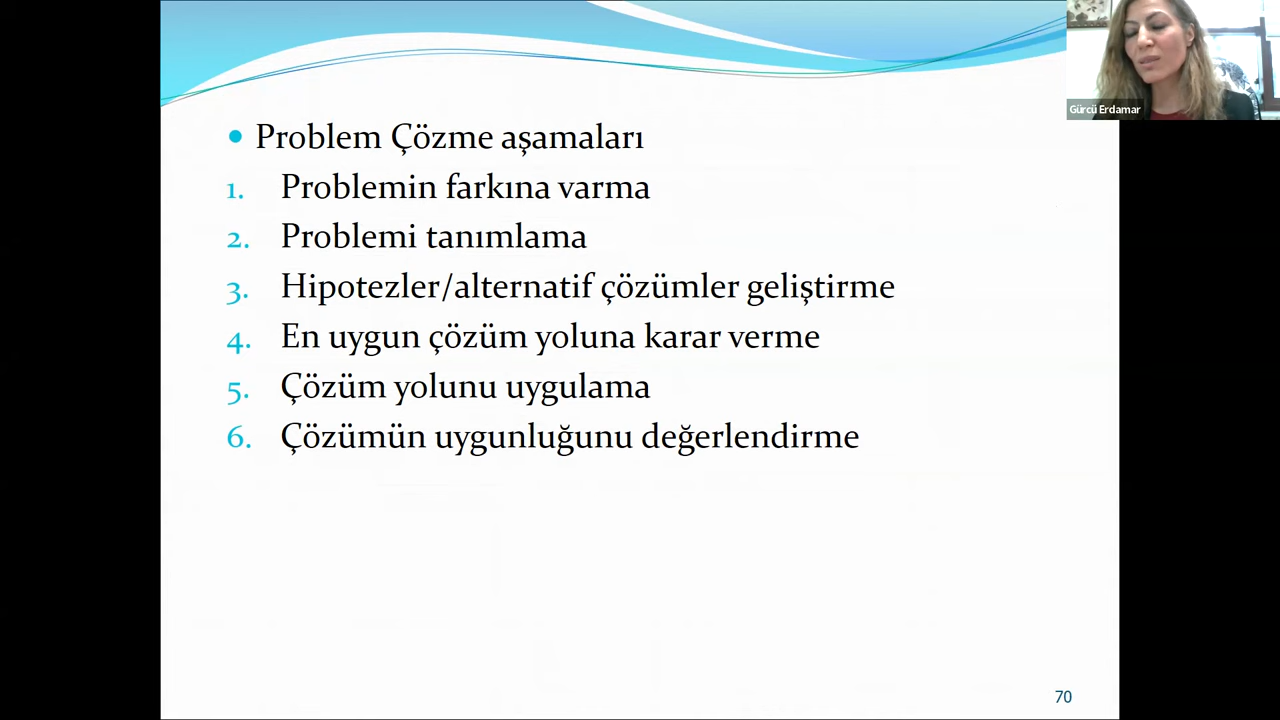 Gürcü Erdamar
• Problem Çözme aşamaları
1. Problemin farkına varma
2. Problemi tanımlama
3. Hipotezler/alternatif çözümler geliştirme
4. En uygun çözüm yoluna karar verme
5. Çözüm yolunu uygulama
6. Çözümün uygunluğunu değerlendirme
70